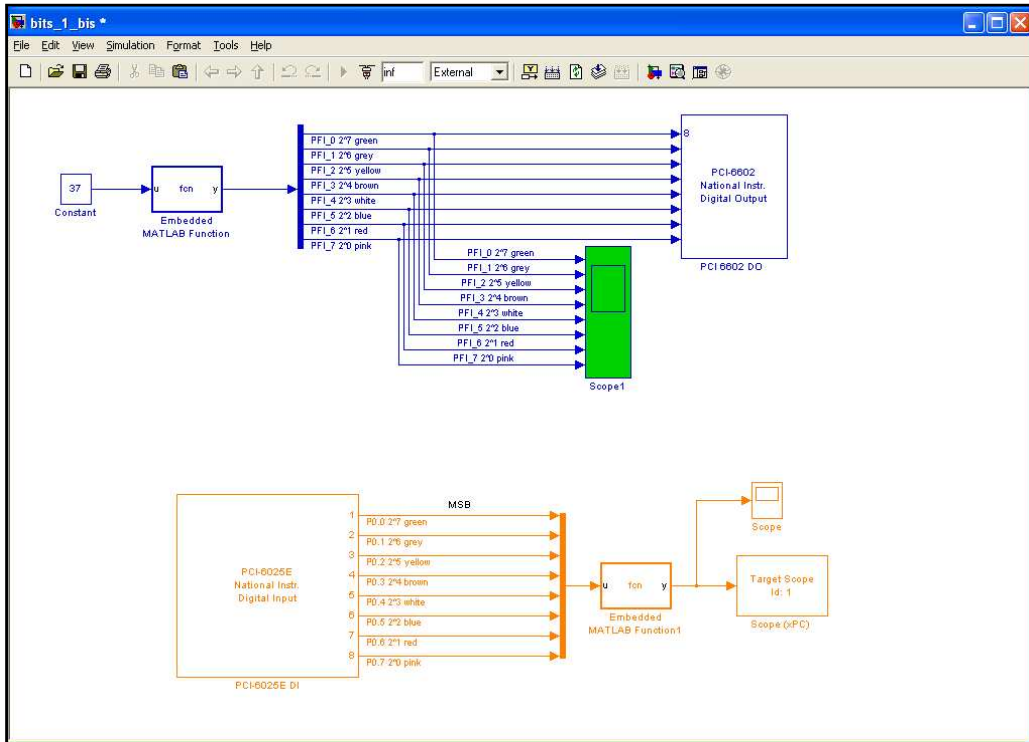 bits_1_bis *
File Edit View Simulation Format Tools Help
inf External
PFI_0 2^7 green
PFI_1 2^6 grey
PFI_2 2^5 yellow
PFI_3 2^4 brown
PFI_4 2^3 white
PFI_5 2^2 blue
PFI_6 2^1 red
PFI_7 2^0 pink
37
Constant
u fcn y
Embedded
MATLAB Function
8
PCI-6602
National Instr.
Digital Output
PCI 6602 DO
PFI_0 2^7 green
PFI_1 2^6 grey
PFI_2 2^5 yellow
PFI_3 2^4 brown
PFI_4 2^3 white
PFI_5 2^2 blue
PFI_6 2^1 red
PFI_7 2^0 pink
Scope1
PCI-6025E
National Instr.
Digital Input
PCI-6025E DI
MSB
1
P0.0 2^7 green
2
P0.1 2^6 grey
3
P0.2 2^5 yellow
4
P0.3 2^4 brown
5
P0.4 2^3 white
6
P0.5 2^2 blue
7
P0.6 2^1 red
8
P0.7 2^0 pink
u fcn y
Embedded
MATLAB Function1
Scope
Target Scope
Id: 1
Scope (xPC)